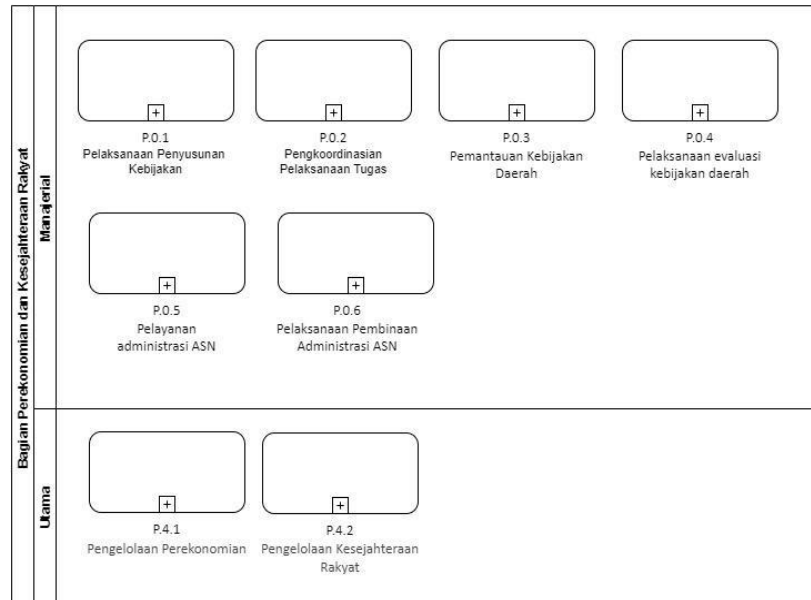 Bagian Perekonomian dan Kesejahteraan Rakyat
Manajerial
P.0.1
Pelaksanaan Penyusunan
Kebijakan
P.0.2
Pengkoordinasian
Pelaksanaan Tugas
P.0.3
Pemantauan Kebijakan
Daerah
P.0.4
Pelaksanaan evaluasi
kebijakan daerah
P.0.5
Pelayanan
administrasi ASN
P.0.6
Pelaksanaan Pembinaan
Administrasi ASN
Utama
P.4.1
Pengelolaan Perekonomian
P.4.2
Pengelolaan Kesejahteraan
Rakyat